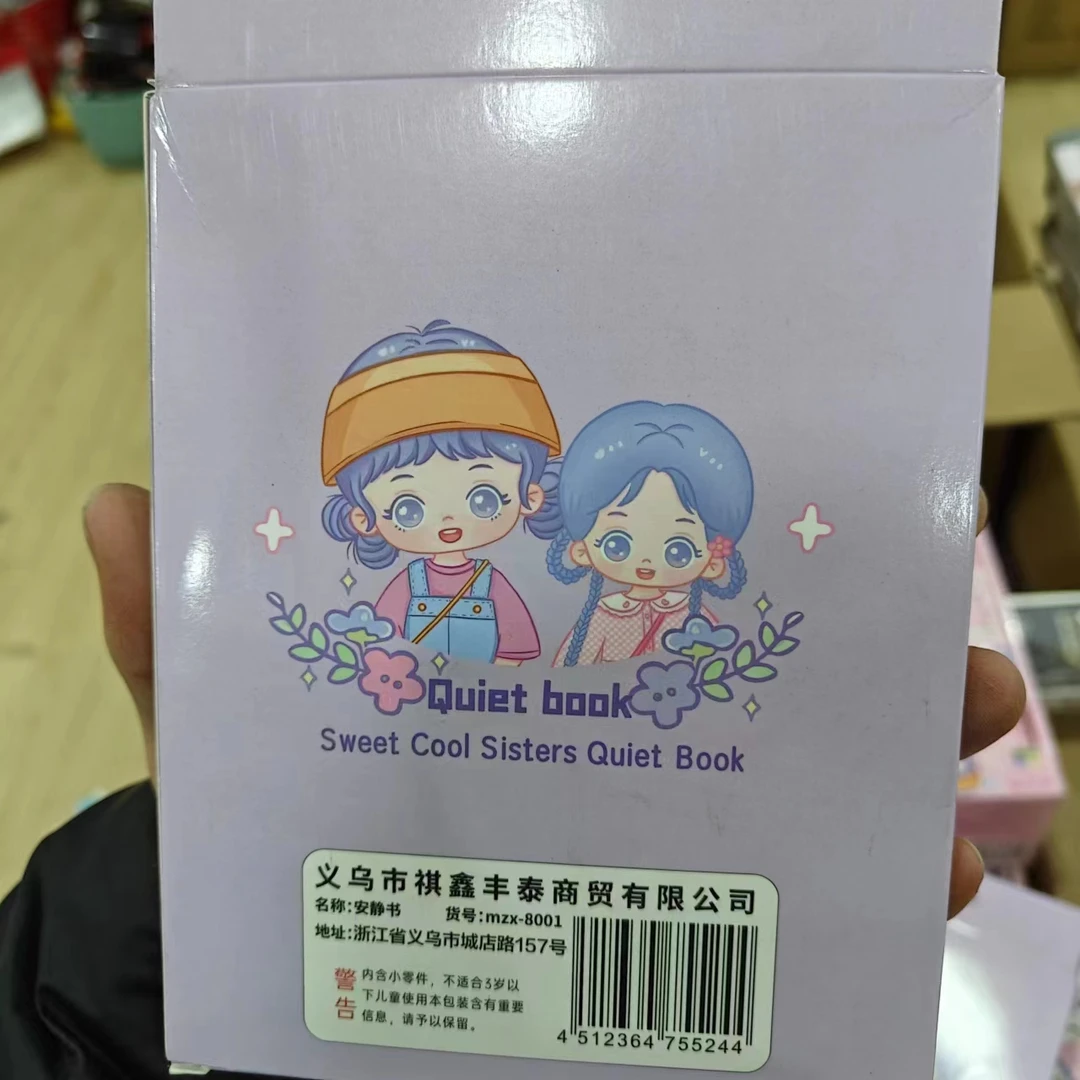 Quiet book
Sweet Cool Sisters Quiet Book
义乌市祺鑫丰泰商贸有限公司
名称:安静书 货号:mzx-8001
地址:浙江省义乌市城店路157号
警告
内含小零件，不适合3岁以
下儿童使用本包装含有重要
信息，请予以保留。
4 512364 755244